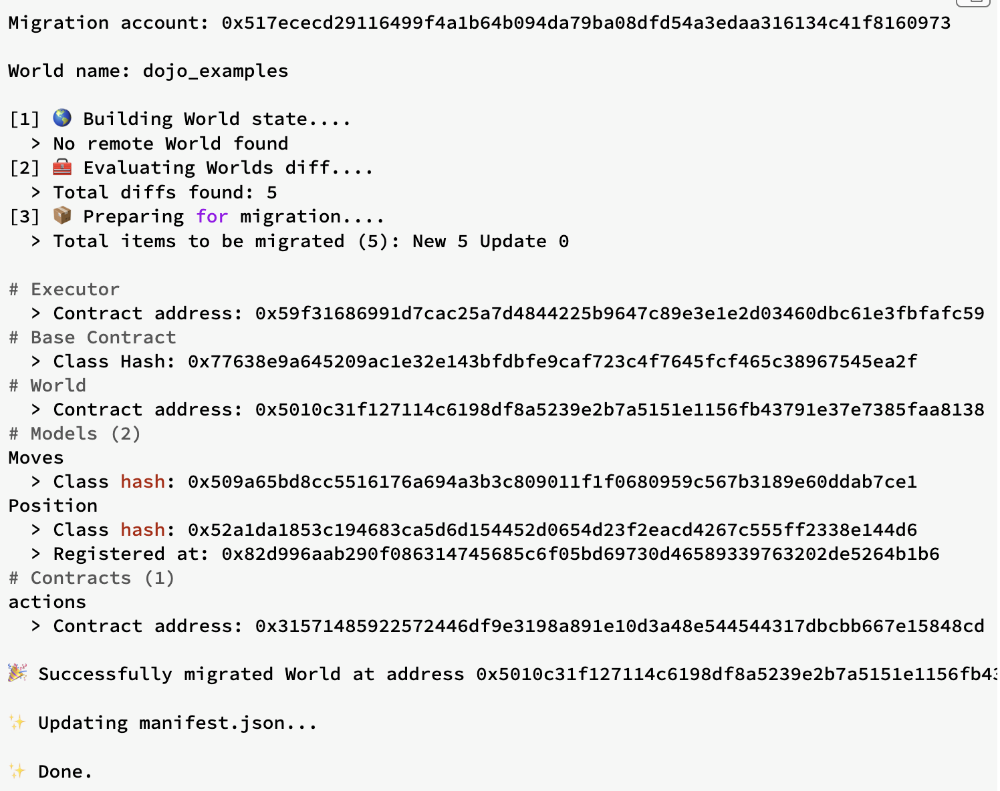 Migration account: 0x517ececd29116499f4a1b64b094da79ba08dfd54a3edaa316134c41f8160973
World name: dojo_examples
[1] 🌎 Building World state....
  > No remote World found
[2] 🧰 Evaluating Worlds diff....
  > Total diffs found: 5
[3] 📦 Preparing for migration....
  > Total items to be migrated (5): New 5 Update 0
# Executor
  > Contract address: 0x59f31686991d7cac25a7d4844225b9647c89e3e1e2d03460dbc61e3fbfafc59
# Base Contract
  > Class Hash: 0x77638e9a645209ac1e32e143bfdbfe9caf723c4f7645fcf465c38967545ea2f
# World
  > Contract address: 0x5010c31f127114c6198df8a5239e2b7a5151e1156fb43791e37e7385faa8138
# Models (2)
Moves
  > Class hash: 0x509a65bd8cc5516176a694a3b3c809011f1f0680959c567b3189e60ddab7ce1
Position
  > Class hash: 0x52a1da1853c194683ca5d6d154452d0654d23f2eacd4267c555ff2338e144d6
  > Registered at: 0x82d996aab290f086314745685c6f05bd69730d46589339763202de5264b1b6
# Contracts (1)
actions
  > Contract address: 0x31571485922572446df9e3198a891e10d3a48e544544317dbcbb667e15848cd
🎉 Successfully migrated World at address 0x5010c31f127114c6198df8a5239e2b7a5151e1156fb43
✨ Updating manifest.json...
✨ Done.